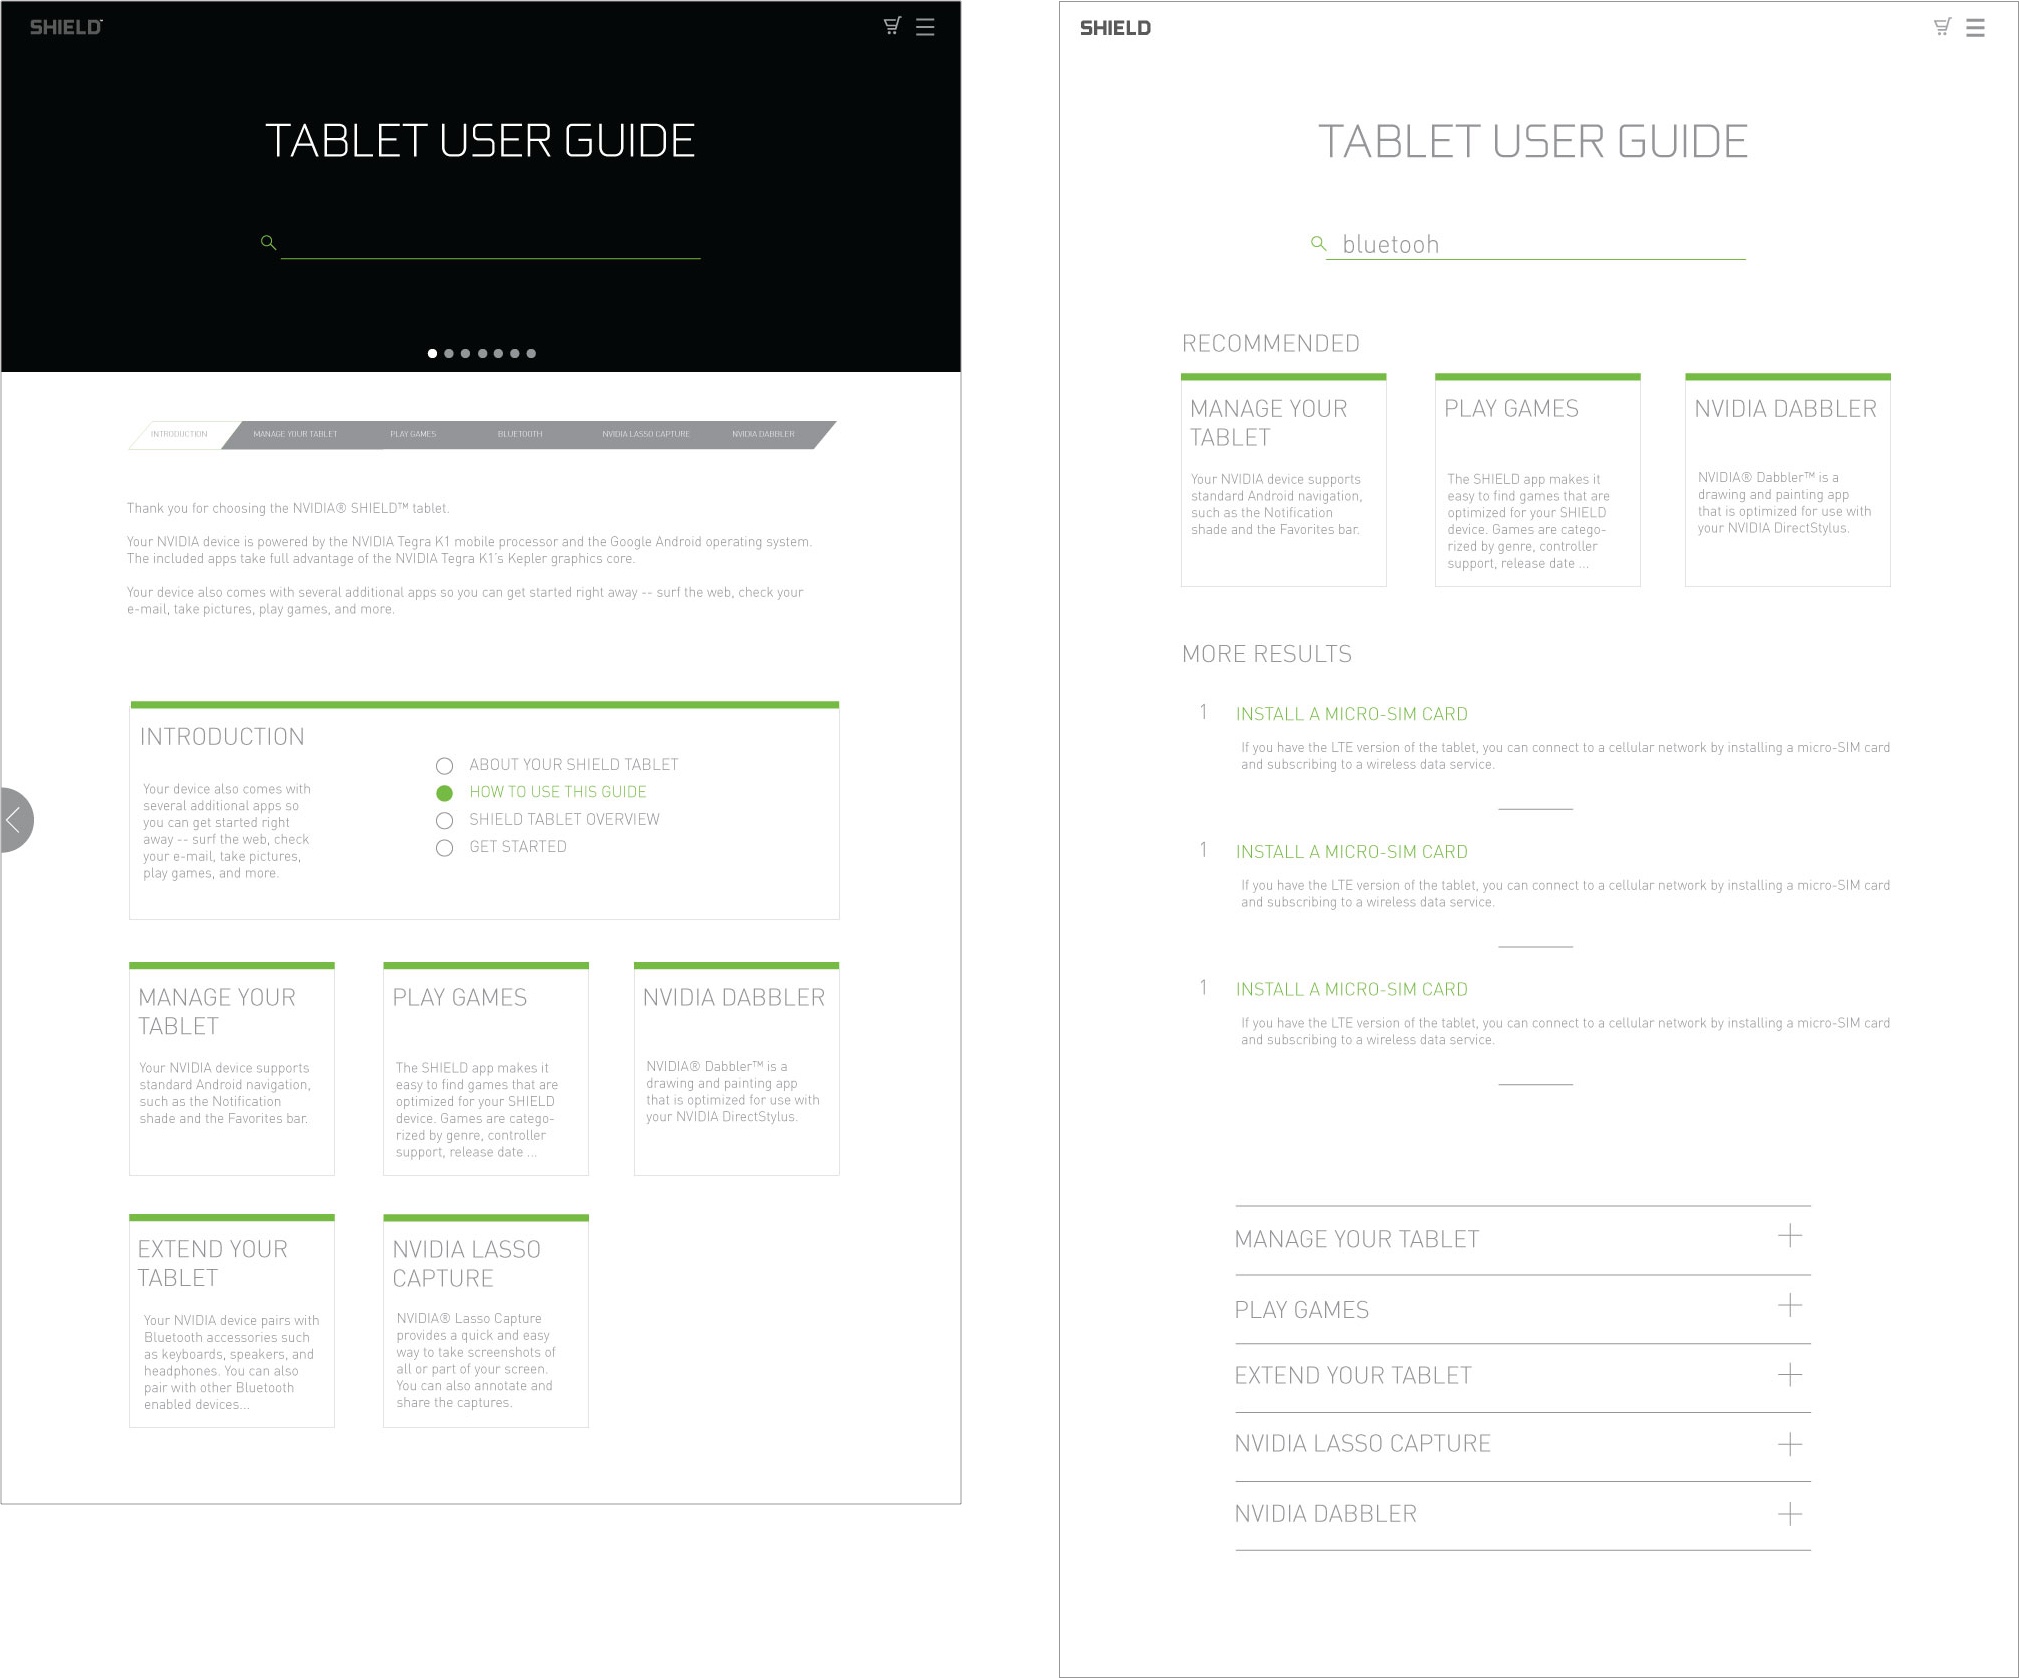 SHIELD™
TABLET USER GUIDE
INTRODUCTION
MANAGE YOUR TABLET
PLAY GAMES
BLUETOOTH
NVIDIA LASSO CAPTURE
NVIDIA DABBLER
Thank you for choosing the NVIDIA® SHIELD™ tablet.
Your NVIDIA device is powered by the NVIDIA Tegra K1 mobile processor and the Google Android operating system.
The included apps take full advantage of the NVIDIA Tegra K1's Kepler graphics core.
Your device also comes with several additional apps so you can get started right away -- surf the web, check your
e-mail, take pictures, play games, and more.
INTRODUCTION
Your device also comes with
several additional apps so
you can get started right
away -- surf the web, check
your e-mail, take pictures,
play games, and more.
ABOUT YOUR SHIELD TABLET
HOW TO USE THIS GUIDE
SHIELD TABLET OVERVIEW
GET STARTED
MANAGE YOUR
TABLET
Your NVIDIA device supports
standard Android navigation,
such as the Notification
shade and the Favorites bar.
PLAY GAMES
The SHIELD app makes it
easy to find games that are
optimized for your SHIELD
device. Games are catego-
rized by genre, controller
support, release date ...
NVIDIA DABBLER
NVIDIA® Dabbler™ is a
drawing and painting app
that is optimized for use with
your NVIDIA DirectStylus.
EXTEND YOUR
TABLET
Your NVIDIA device pairs with
Bluetooth accessories such
as keyboards, speakers, and
headphones. You can also
pair with other Bluetooth
enabled devices...
NVIDIA LASSO
CAPTURE
NVIDIA® Lasso Capture
provides a quick and easy
way to take screenshots of
all or part of your screen.
You can also annotate and
share the captures.
SHIELD
TABLET USER GUIDE
bluetooh
RECOMMENDED
MANAGE YOUR
TABLET
Your NVIDIA device supports
standard Android navigation,
such as the Notification
shade and the Favorites bar.
PLAY GAMES
The SHIELD app makes it
easy to find games that are
optimized for your SHIELD
device. Games are catego-
rized by genre, controller
support, release date ...
NVIDIA DABBLER
NVIDIA® Dabbler™ is a
drawing and painting app
that is optimized for use with
your NVIDIA DirectStylus.
MORE RESULTS
1 INSTALL A MICRO-SIM CARD
If you have the LTE version of the tablet, you can connect to a cellular network by installing a micro-SIM card
and subscribing to a wireless data service.
1 INSTALL A MICRO-SIM CARD
If you have the LTE version of the tablet, you can connect to a cellular network by installing a micro-SIM card
and subscribing to a wireless data service.
1 INSTALL A MICRO-SIM CARD
If you have the LTE version of the tablet, you can connect to a cellular network by installing a micro-SIM card
and subscribing to a wireless data service.
MANAGE YOUR TABLET
PLAY GAMES
EXTEND YOUR TABLET
NVIDIA LASSO CAPTURE
NVIDIA DABBLER